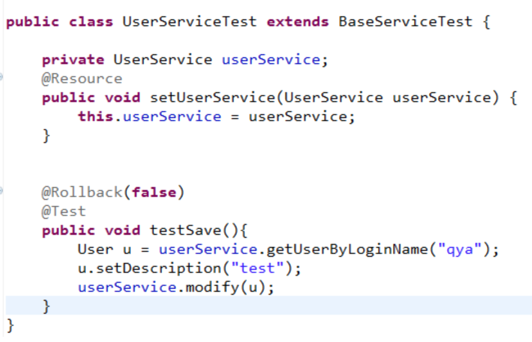 public class UserServiceTest extends BaseServiceTest {
private UserService userService;
@Resource
public void setUserService(UserService userService) {
this.userService = userService;
}
@Rollback(false)
@Test
public void testSave(){
User u = userService.getUserByLoginName("qya");
u.setDescription("test");
userService.modify(u);
}
}